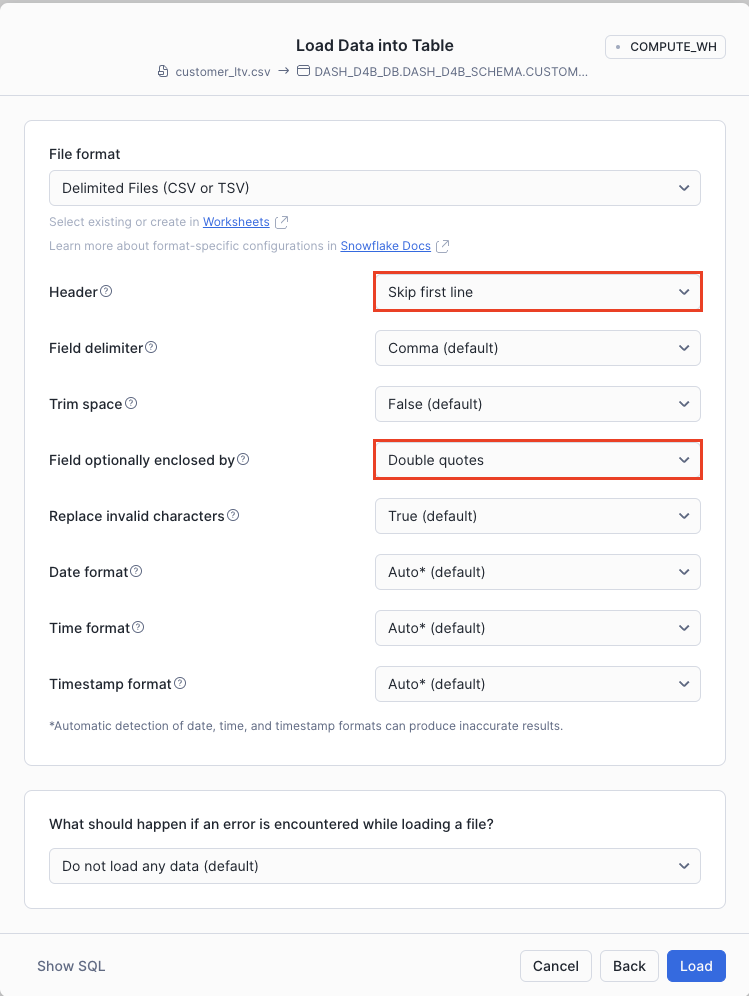 Load Data into Table
COMPUTE_WH
customer_ltv.csv → DASH_D4B_DB.DASH_D4B_SCHEMA.CUSTOM...
File format
Delimited Files (CSV or TSV)
Select existing or create in Worksheets
Learn more about format-specific configurations in Snowflake Docs
Header
Skip first line
Field delimiter
Comma (default)
Trim space
False (default)
Field optionally enclosed by
Double quotes
Replace invalid characters
True (default)
Date format
Auto* (default)
Time format
Auto* (default)
Timestamp format
Auto* (default)
*Automatic detection of date, time, and timestamp formats can produce inaccurate results.
What should happen if an error is encountered while loading a file?
Do not load any data (default)
Show SQL
Cancel
Back
Load